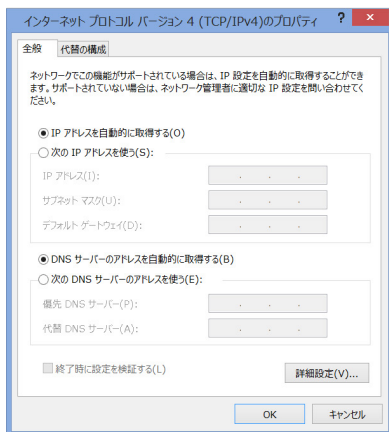 インターネット プロトコル バージョン 4 (TCP/IPv4)のプロパティ ? ×
全般 代替の構成
ネットワークでこの機能がサポートされている場合は、IP 設定を自動的に取得することができ
ます。サポートされていない場合は、ネットワーク管理者に適切な IP 設定を問い合わせてく
ださい。
IP アドレスを自動的に取得する(O)
次の IP アドレスを使う(S):
IP アドレス(I):
サブネット マスク(U):
デフォルト ゲートウェイ(D):
DNS サーバーのアドレスを自動的に取得する(B)
次の DNS サーバーのアドレスを使う(E):
優先 DNS サーバー(P):
代替 DNS サーバー(A):
終了時に設定を検証する(L)
詳細設定(V)...
OK キャンセル